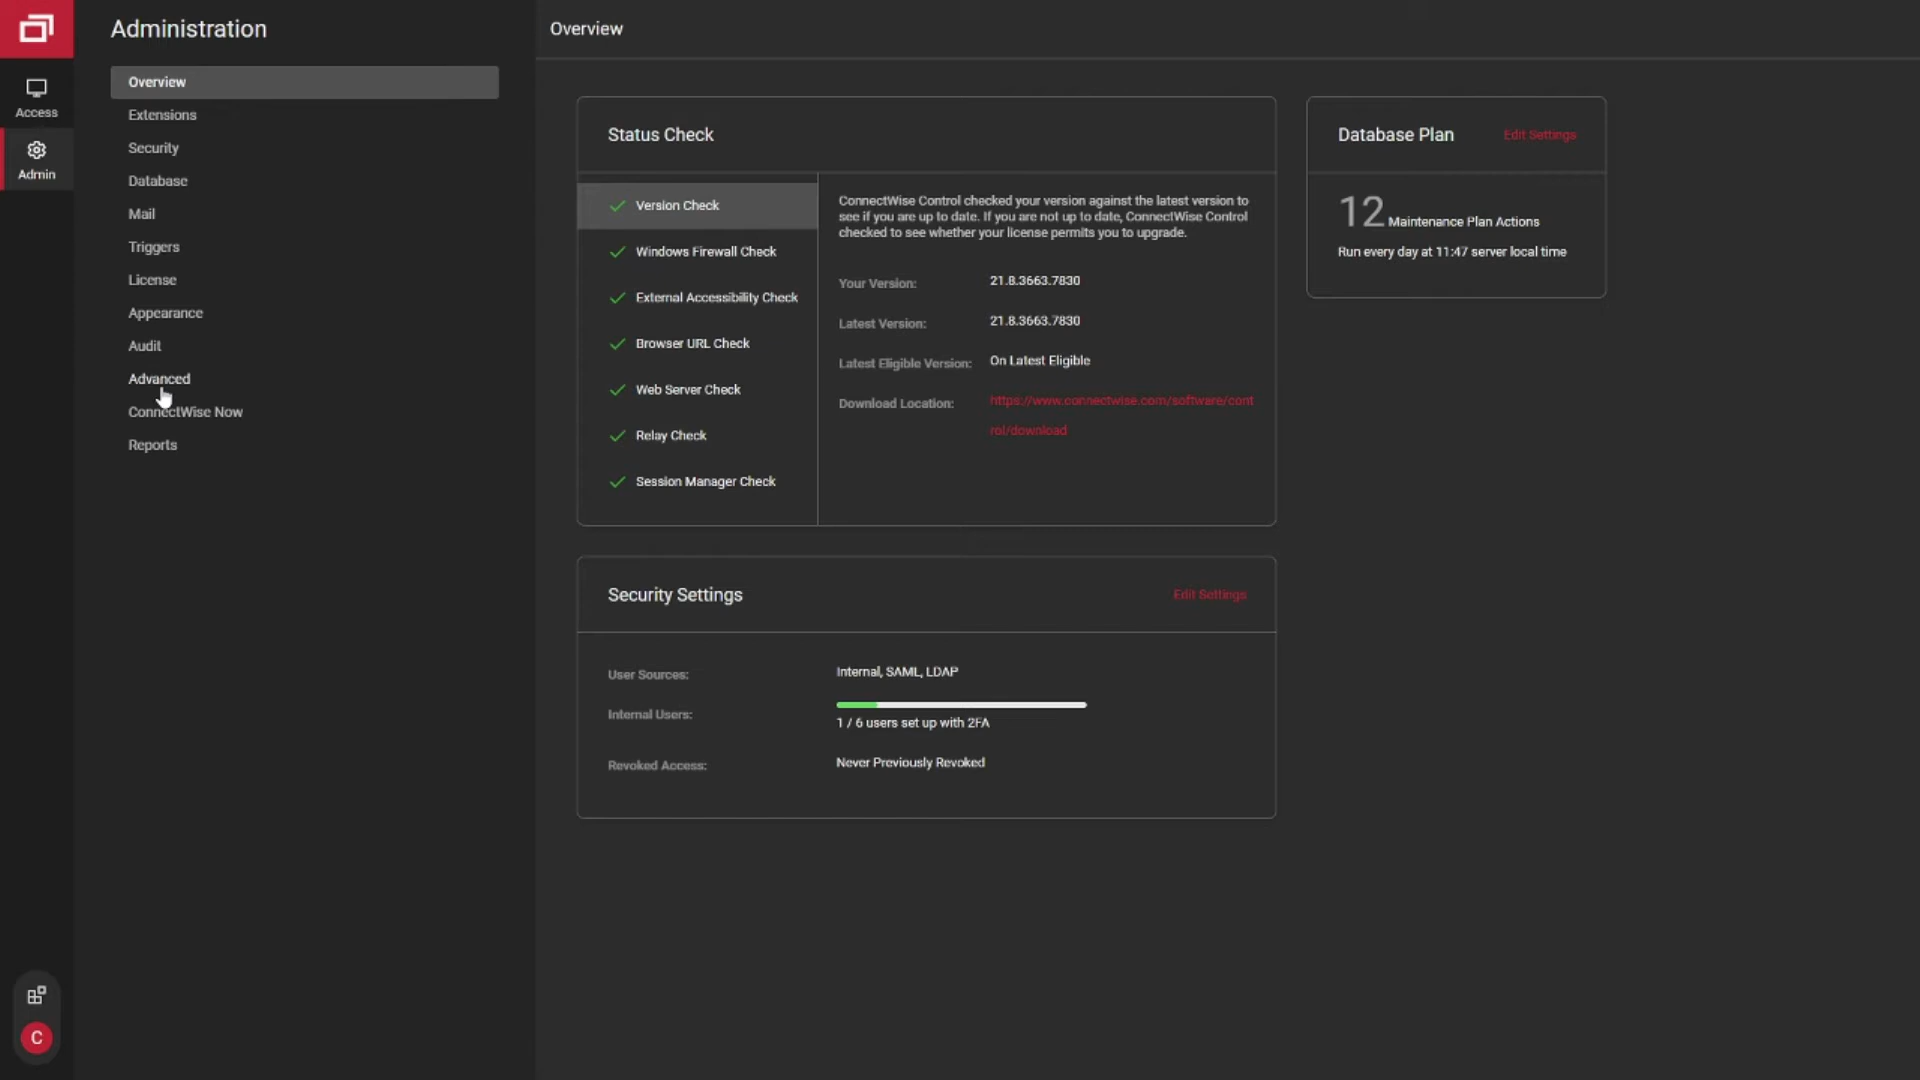 Administration
Overview
Extensions
Security
Database
Mail
Triggers
License
Appearance
Audit
Advanced
ConnectWise Now
Reports
Access
Admin
C
Overview
Status Check
Version Check
Windows Firewall Check
External Accessibility Check
Browser URL Check
Web Server Check
Relay Check
Session Manager Check
ConnectWise Control checked your version against the latest version to
see if you are up to date. If you are not up to date, ConnectWise Control
checked to see whether your license permits you to upgrade.
Your Version: 21.8.3663.7830
Latest Version: 21.8.3663.7830
Latest Eligible Version: On Latest Eligible
Download Location: https://www.connectwise.com/software/cont
rol/download
Database Plan Edit Settings
12 Maintenance Plan Actions
Run every day at 11:47 server local time
Security Settings Edit Settings
User Sources: Internal, SAML, LDAP
Internal Users: 1 / 6 users set up with 2FA
Revoked Access: Never Previously Revoked